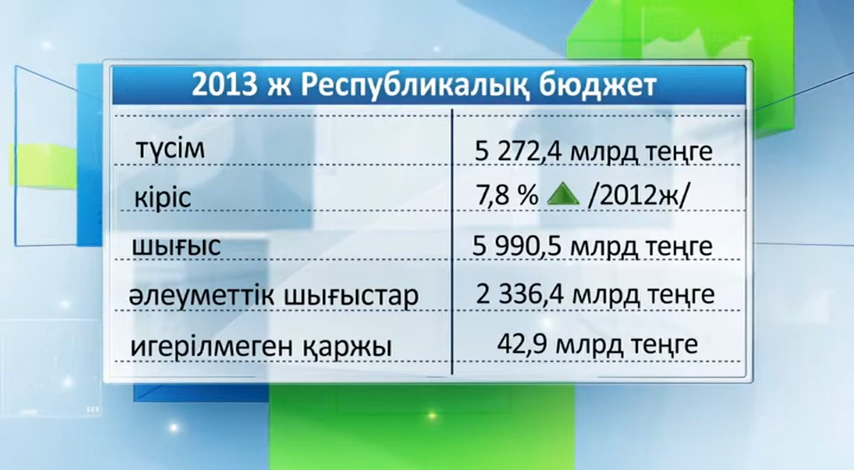 2013 ж Республикалық бюджет
түсім 5 272,4 млрд теңге
кіріс 7,8 % /2012ж/
шығыс 5 990,5 млрд теңге
әлеуметтік шығыстар 2 336,4 млрд теңге
игерілмеген қаржы 42,9 млрд теңге